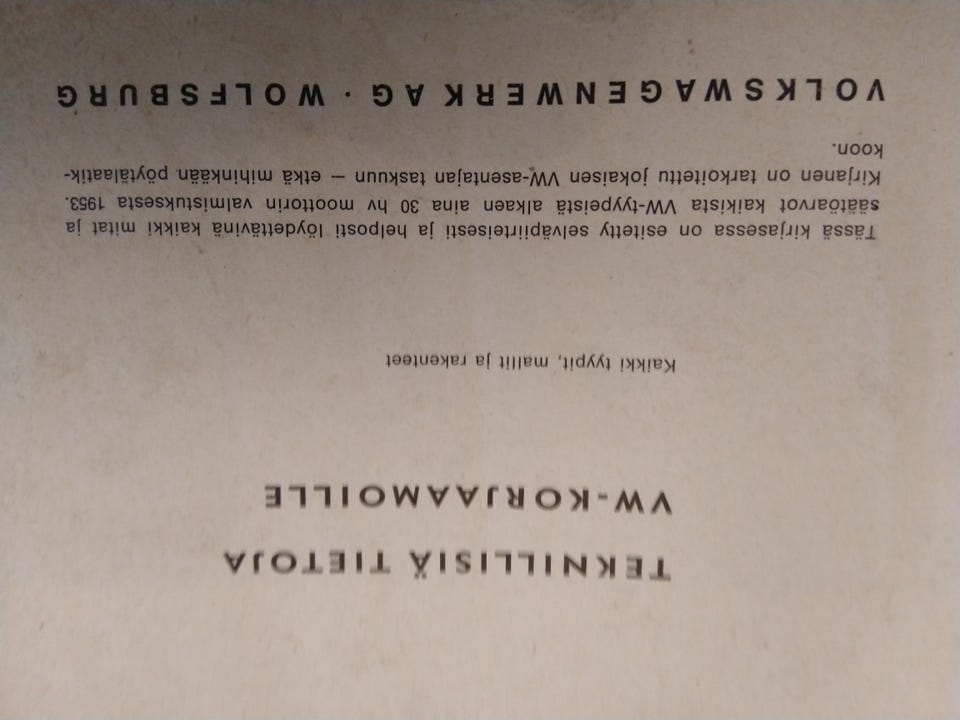 TEKNILLISIÄ TIETOJA
VW-KORJAAMOILLE
Kaikki tyypit, mallit ja rakenteet
Tässä kirjasessa on esitetty selväpiirteisesti ja helposti löydettävinä kaikki mitat ja
säätöarvot kaikista VW-tyypeistä alkaen aina 30 hv moottorin valmistuksesta 1953.
Kirjanen on tarkoitettu jokaisen VW-asentajan taskuun — etkä mihinkään pöytälaatik-
koon.
VOLKSWAGENWERK AG · WOLFSBURG